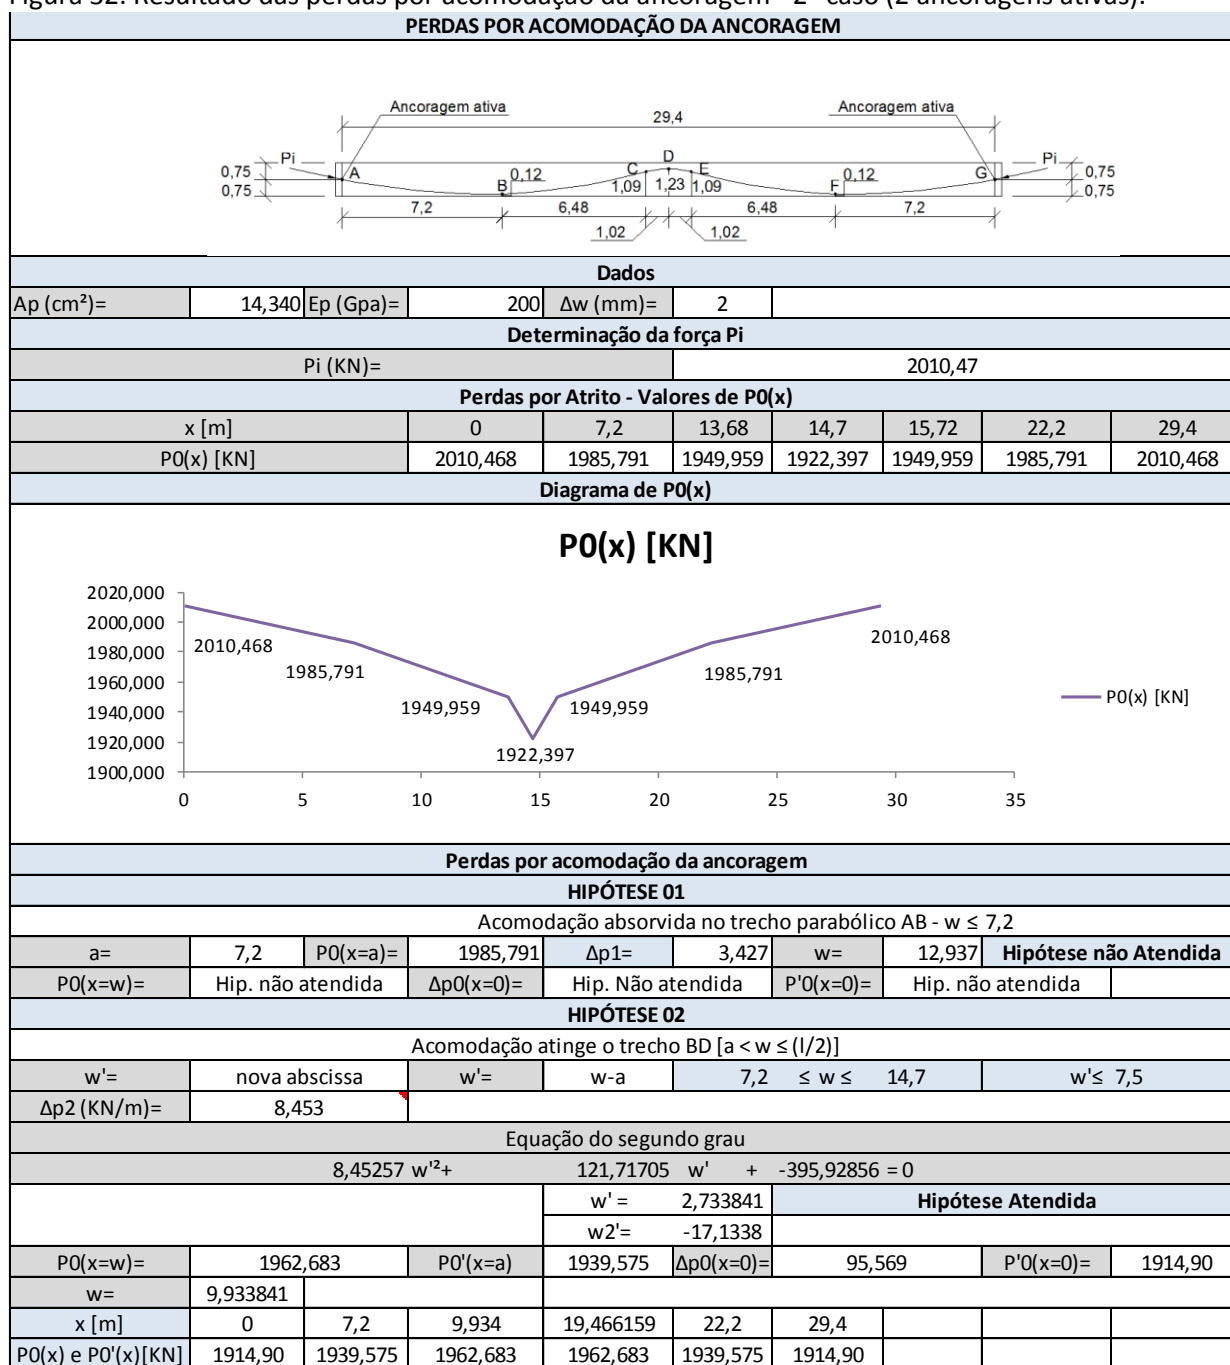 Figura 32: Resultado das perdas por acomodação da ancoragem - 2° caso (2 ancoragens ativas).
PERDAS POR ACOMODAÇÃO DA ANCORAGEM
Ancoragem ativa Ancoragem ativa
29,4
D
Pi C E Pi
0,75 A 0,12 0,12 G 0,75
0,75 B 1,09 1,23 1,09 F 0,75
7,2 6,48 6,48 7,2
1,02 1,02
Dados
Ap (cm²)= 14,340 Ep (Gpa)= 200 Δw (mm)= 2
Determinação da força Pi
Pi (KN)= 2010,47
Perdas por Atrito - Valores de P0(x)
x [m] 0 7,2 13,68 14,7 15,72 22,2 29,4
P0(x) [KN] 2010,468 1985,791 1949,959 1922,397 1949,959 1985,791 2010,468
Diagrama de P0(x)
P0(x) [KN]
2020,000
2000,000
1980,000 2010,468 2010,468
1960,000 1985,791 1985,791
1940,000 1949,959 1949,959 P0(x) [KN]
1920,000 1922,397
1900,000
0 5 10 15 20 25 30 35
Perdas por acomodação da ancoragem
HIPÓTESE 01
Acomodação absorvida no trecho parabólico AB - w ≤ 7,2
a= 7,2 P0(x=a)= 1985,791 Δp1= 3,427 w= 12,937 Hipótese não Atendida
P0(x=w)= Hip. não atendida Δp0(x=0)= Hip. Não atendida P'0(x=0)= Hip. não atendida
HIPÓTESE 02
Acomodação atinge o trecho BD [a < w ≤ (l/2)]
w'= nova abscissa w'= w-a 7,2 ≤ w ≤ 14,7 w'≤ 7,5
Δp2 (KN/m)= 8,453
Equação do segundo grau
8,45257 w'²+ 121,71705 w' + -395,92856 = 0
w' = 2,733841 Hipótese Atendida
w2'= -17,1338
P0(x=w)= 1962,683 P0'(x=a) 1939,575 Δp0(x=0)= 95,569 P'0(x=0)= 1914,90
w= 9,933841
x [m] 0 7,2 9,934 19,466159 22,2 29,4
P0(x) e P0'(x)[KN] 1914,90 1939,575 1962,683 1962,683 1939,575 1914,90